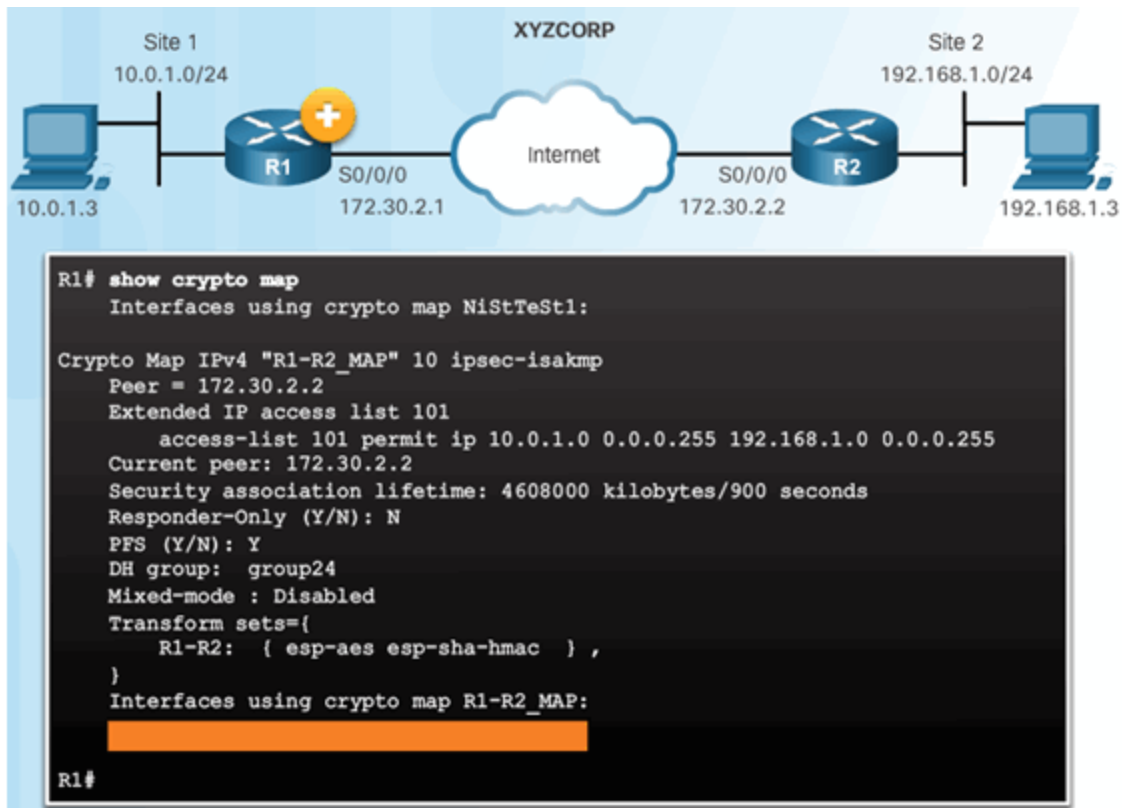 XYZCORP
Site 1
10.0.1.0/24
Site 2
192.168.1.0/24
R1
S0/0/0
172.30.2.1
Internet
S0/0/0
172.30.2.2
R2
10.0.1.3
192.168.1.3
R1# show crypto map
Interfaces using crypto map NiStTeSt1:
Crypto Map IPv4 "R1-R2_MAP" 10 ipsec-isakmp
Peer = 172.30.2.2
Extended IP access list 101
access-list 101 permit ip 10.0.1.0 0.0.0.255 192.168.1.0 0.0.0.255
Current peer: 172.30.2.2
Security association lifetime: 4608000 kilobytes/900 seconds
Responder-Only (Y/N): N
PFS (Y/N): Y
DH group:  group24
Mixed-mode : Disabled
Transform sets={
R1-R2:  { esp-aes esp-sha-hmac  } ,
}
Interfaces using crypto map R1-R2_MAP:
R1#